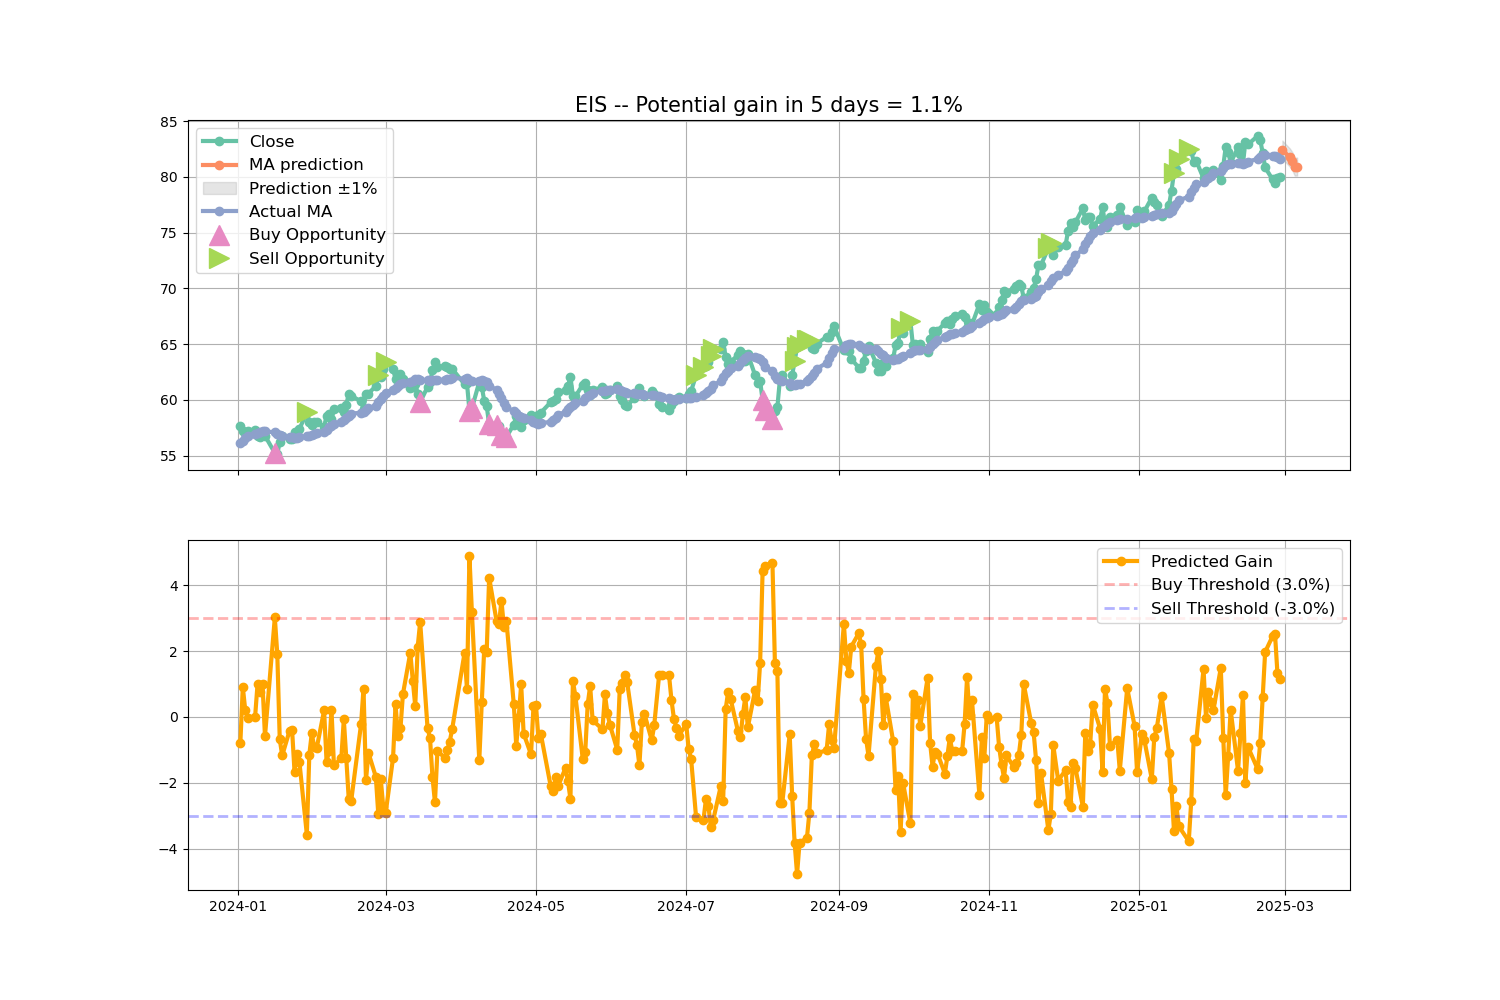 EIS -- Potential gain in 5 days = 1.1%
85
80
75
70
65
60
55
Close
MA prediction
Prediction ±1%
Actual MA
Buy Opportunity
Sell Opportunity
4
2
0
−2
−4
Predicted Gain
Buy Threshold (3.0%)
Sell Threshold (-3.0%)
2024-01
2024-03
2024-05
2024-07
2024-09
2024-11
2025-01
2025-03